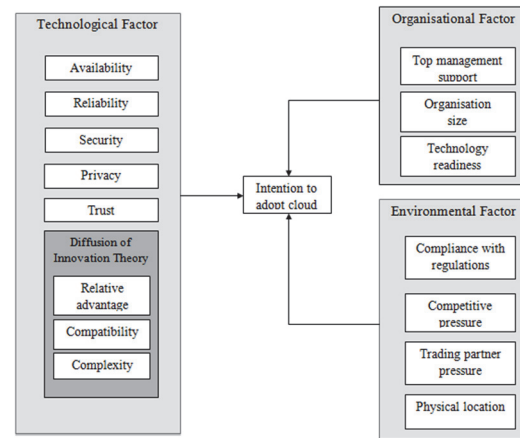 Technological Factor
Availability
Reliability
Security
Privacy
Trust
Diffusion of
Innovation Theory
Relative
advantage
Compatibility
Complexity
Intention to
adopt cloud
Organisational Factor
Top management
support
Organisation
size
Technology
readiness
Environmental Factor
Compliance with
regulations
Competitive
pressure
Trading partner
pressure
Physical location